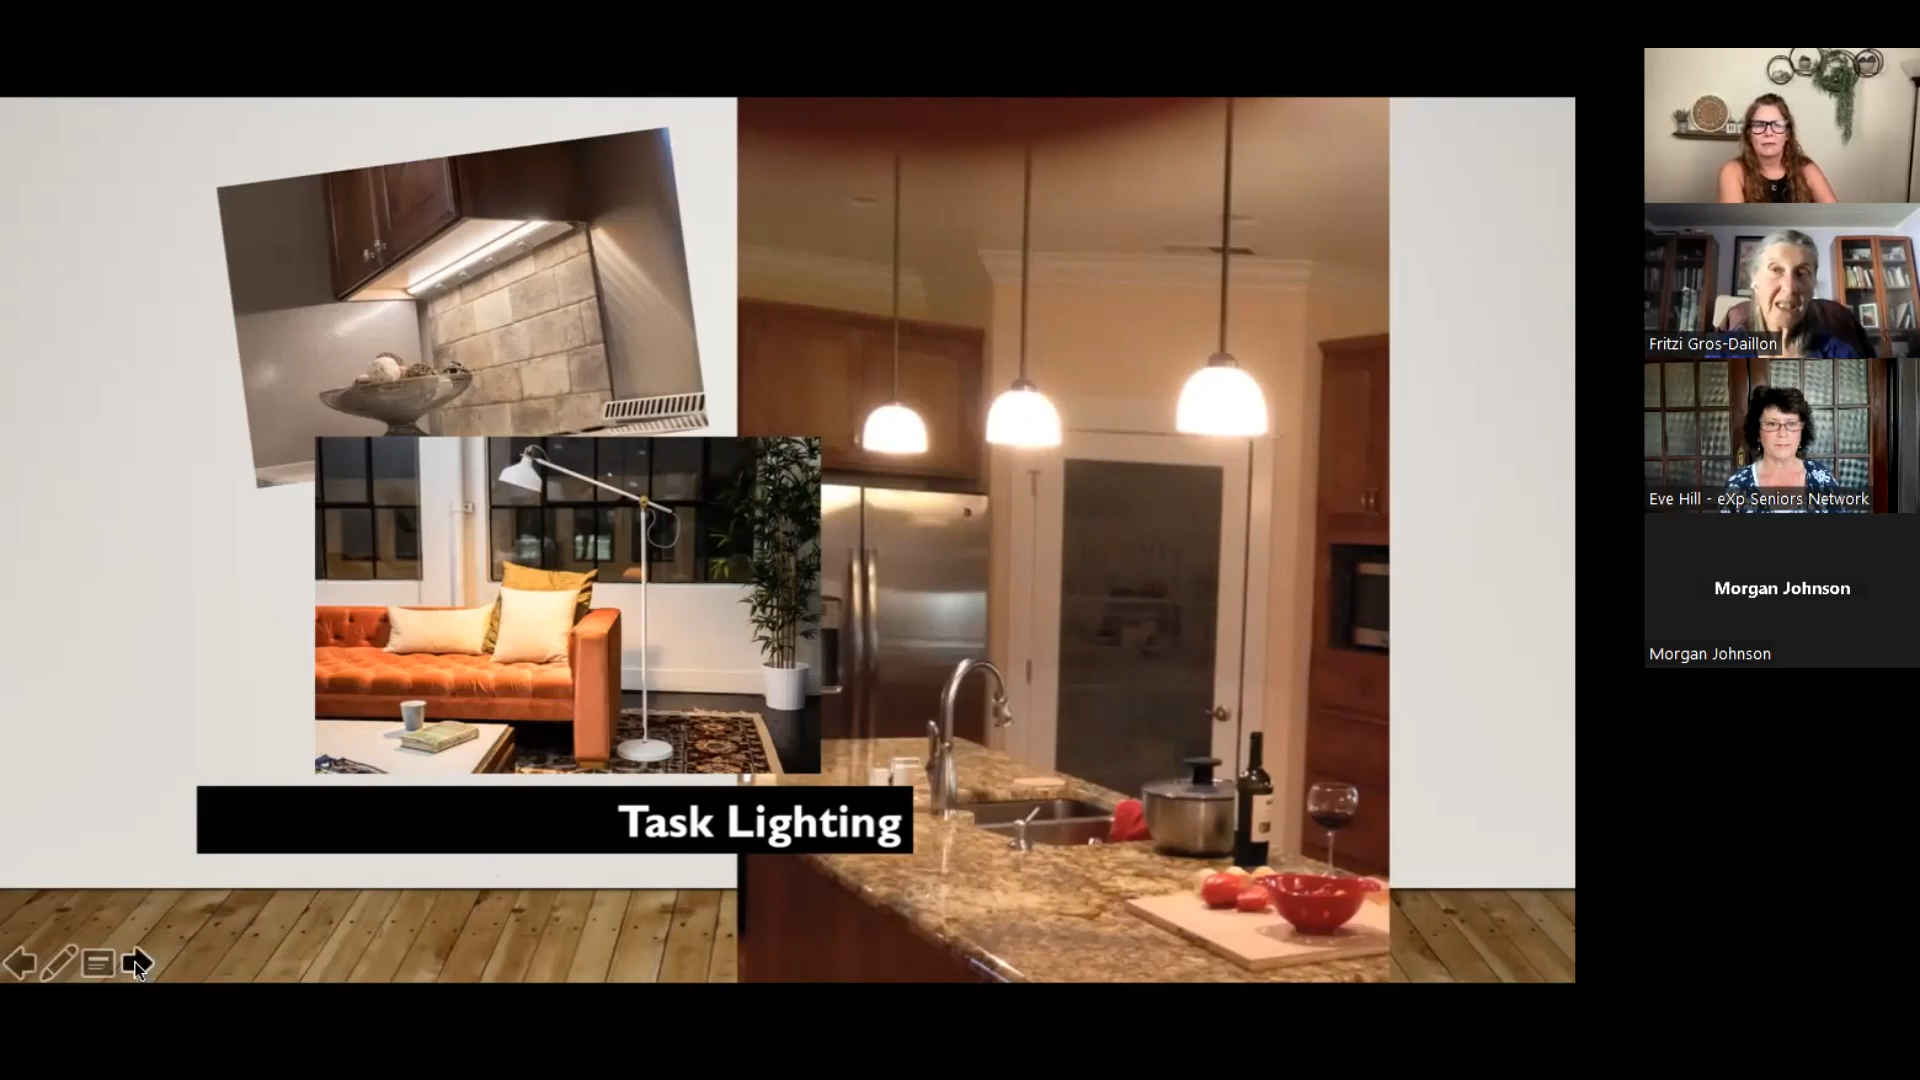 Task Lighting
Fritzi Gros-Daillon
Eve Hill - eXp Seniors Network
Morgan Johnson
Morgan Johnson